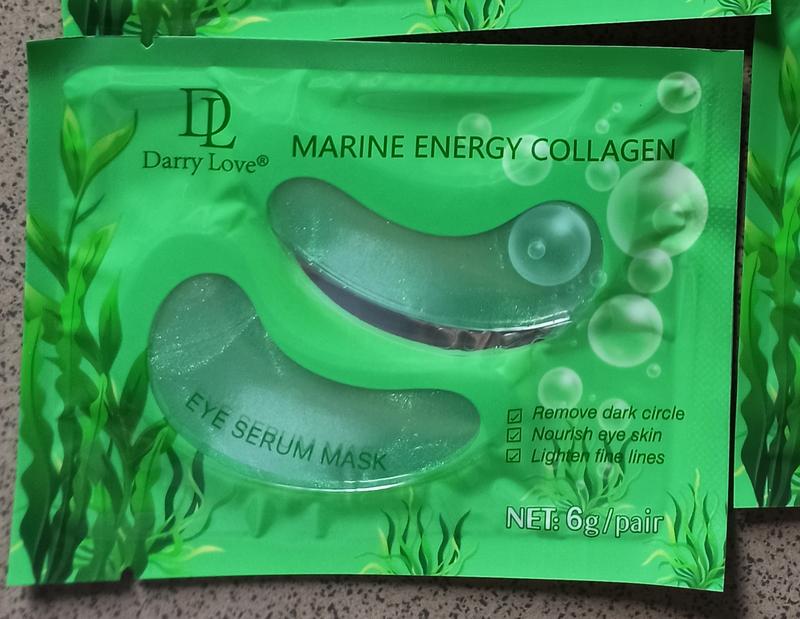 DL
Darry Love®
MARINE ENERGY COLLAGEN
EYE SERUM MASK
Remove dark circle
Nourish eye skin
Lighten fine lines
NET: 6g/pair